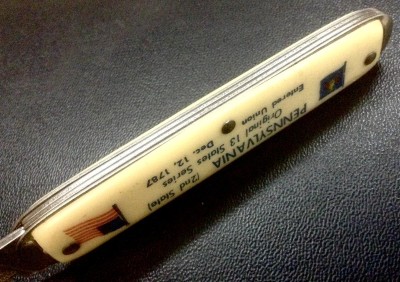 PENNSYLVANIA (2nd State)
Original 13 States Series
Entered Union Dec. 12, 1787